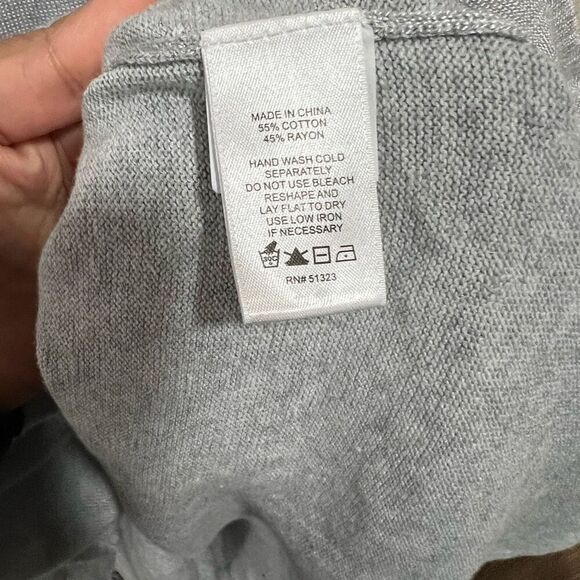 MADE IN CHINA
55% COTTON
45% RAYON
HAND WASH COLD
SEPARATELY
DO NOT USE BLEACH
RESHAPE AND
LAY FLAT TO DRY
USE LOW IRON
IF NECESSARY
RN# 51323